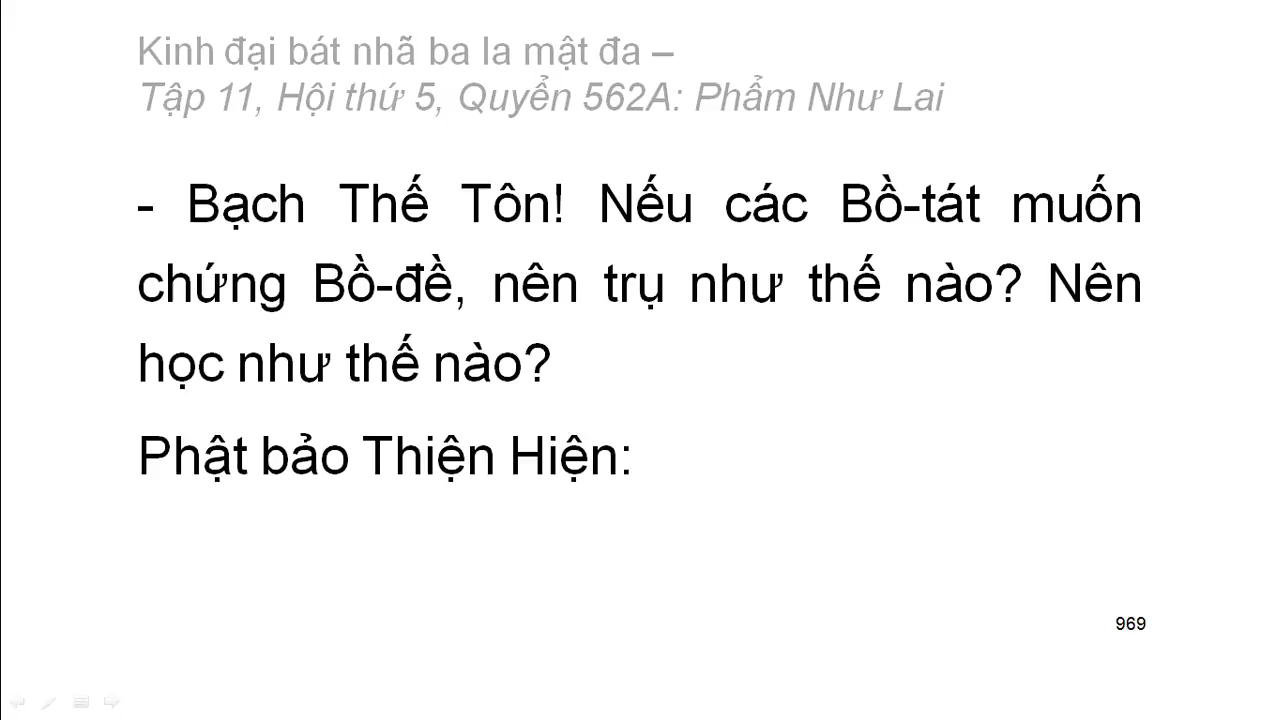 Kinh đại bát nhã ba la mật đa –
Tập 11, Hội thứ 5, Quyển 562A: Phẩm Như Lai
- Bạch Thế Tôn! Nếu các Bồ-tát muốn
chứng Bồ-đề, nên trụ như thế nào? Nên
học như thế nào?
Phật bảo Thiện Hiện:
969